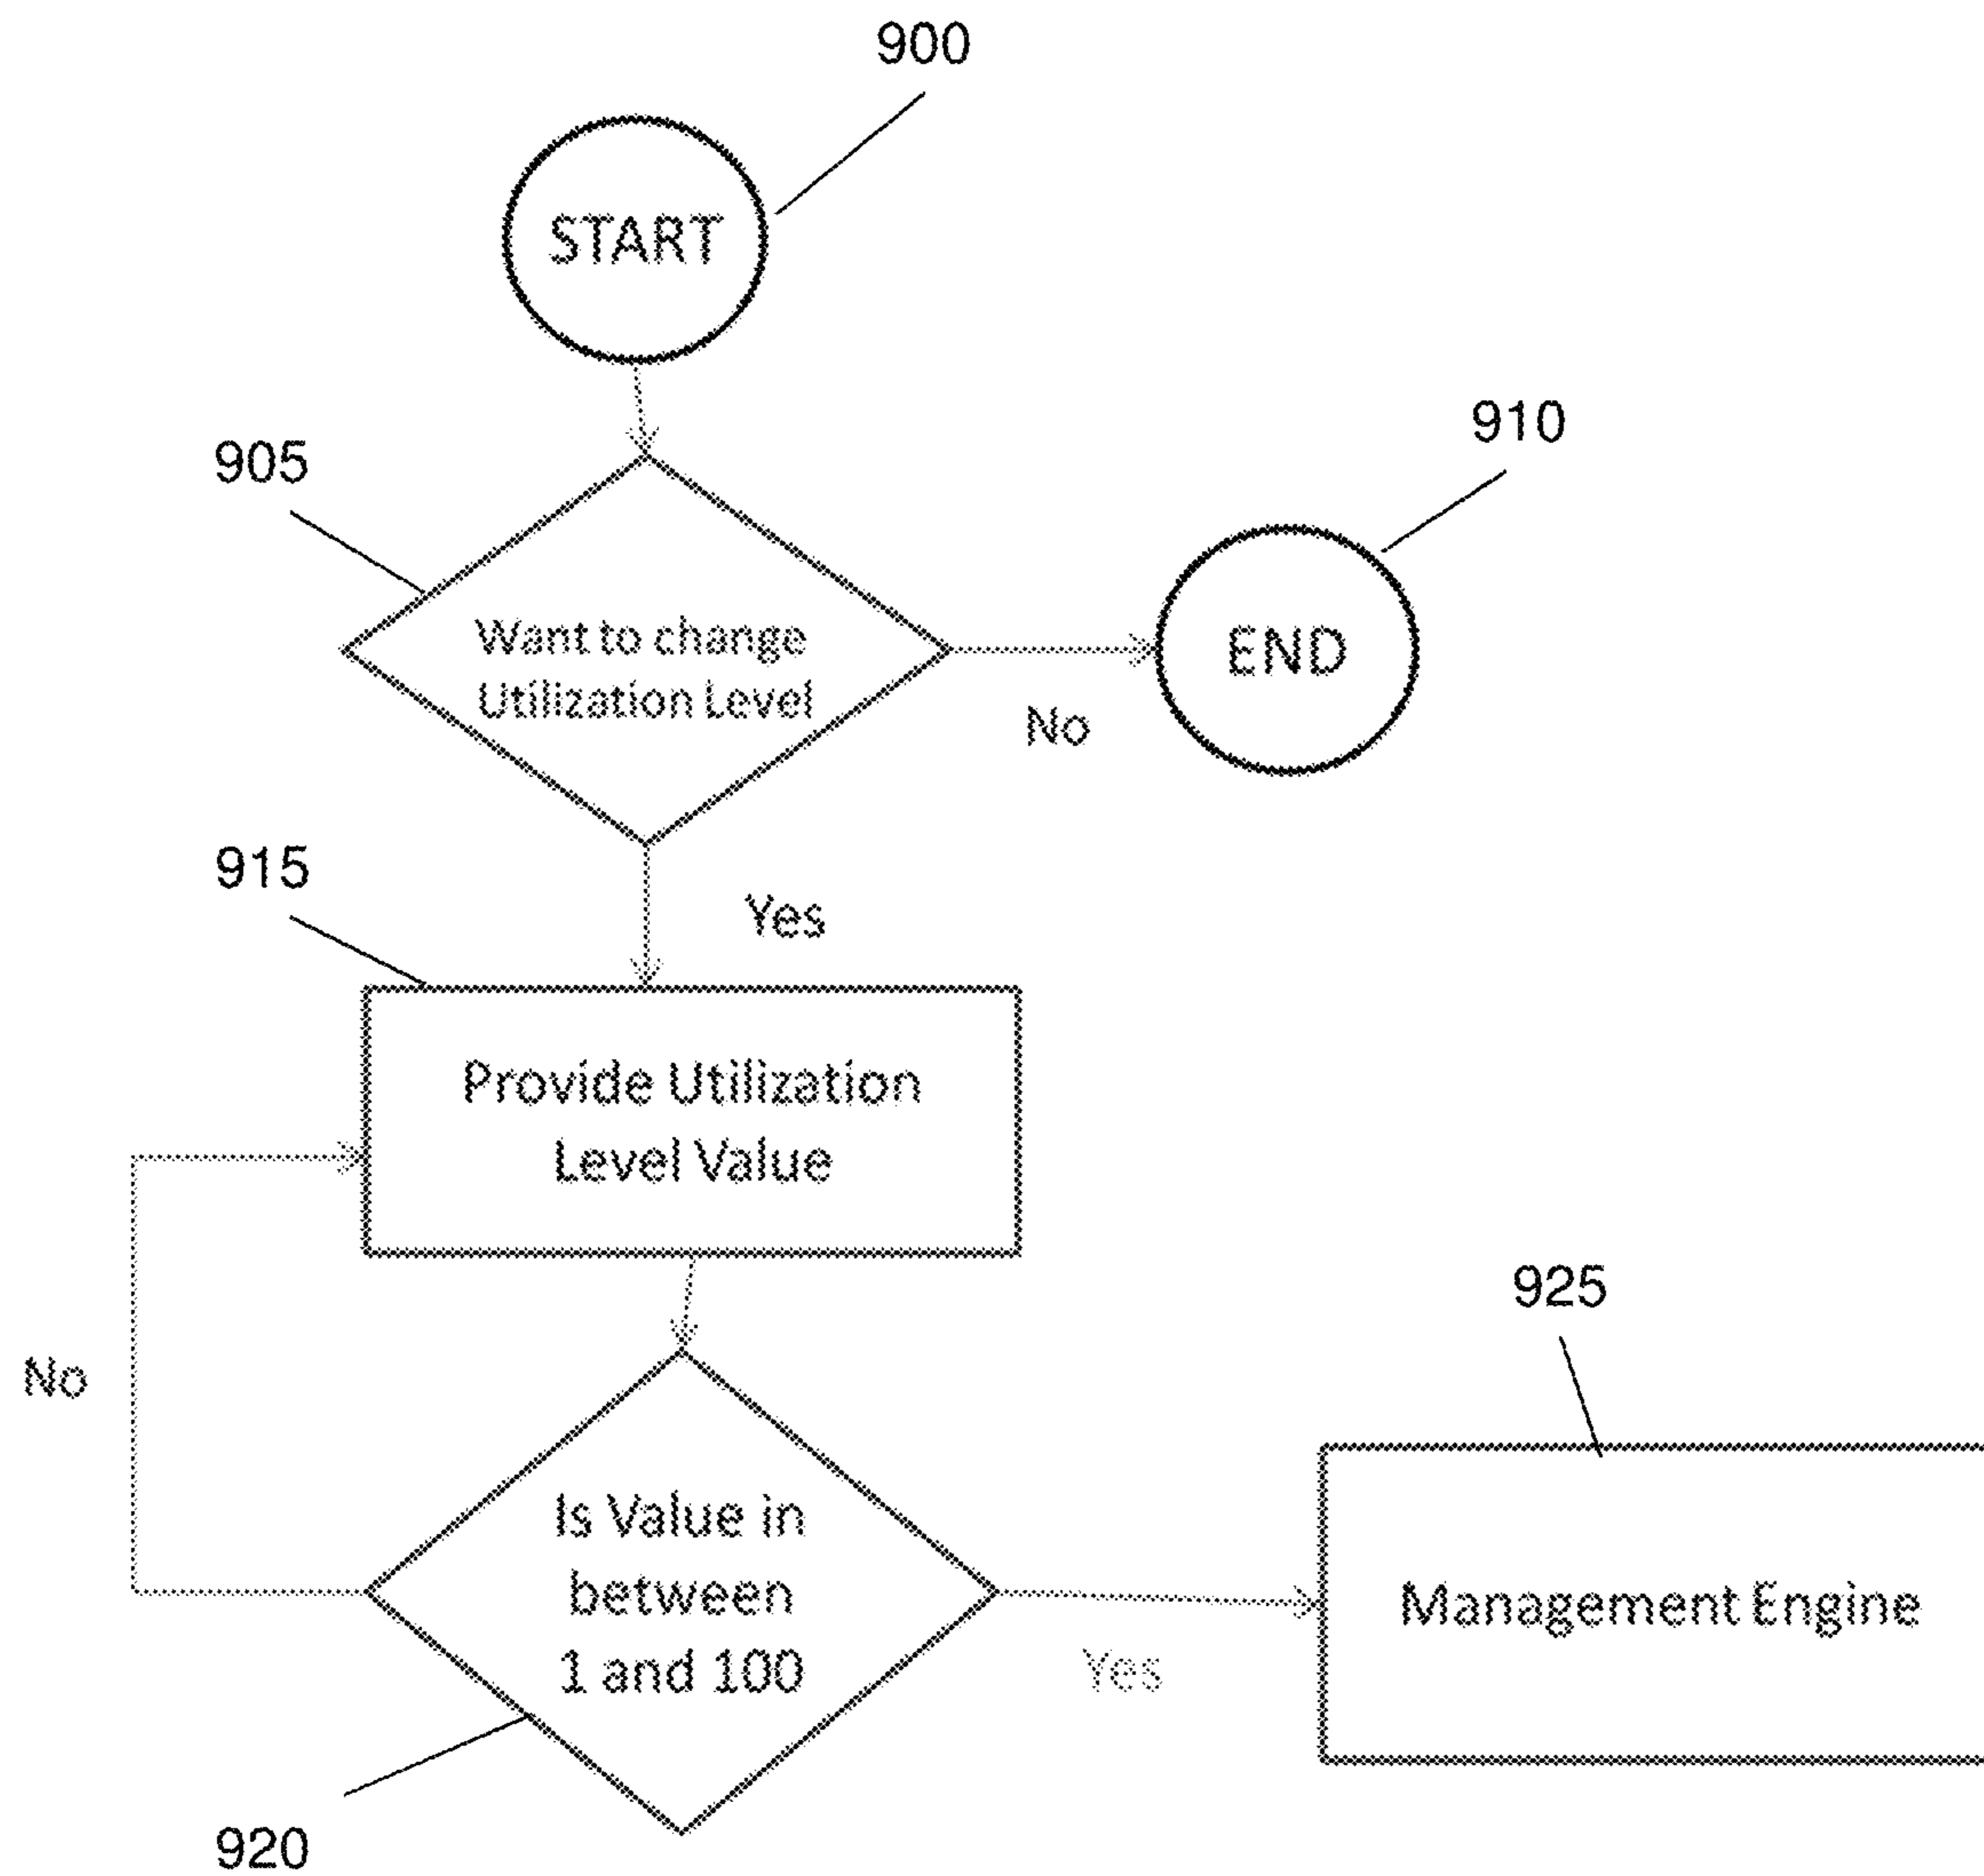 900
START
905
910
Want to change
Utilization Level
END
No
915
Yes
Provide Utilization
Level Value
925
No
Is Value in
between
1 and 100
Management Engine
Yes
920